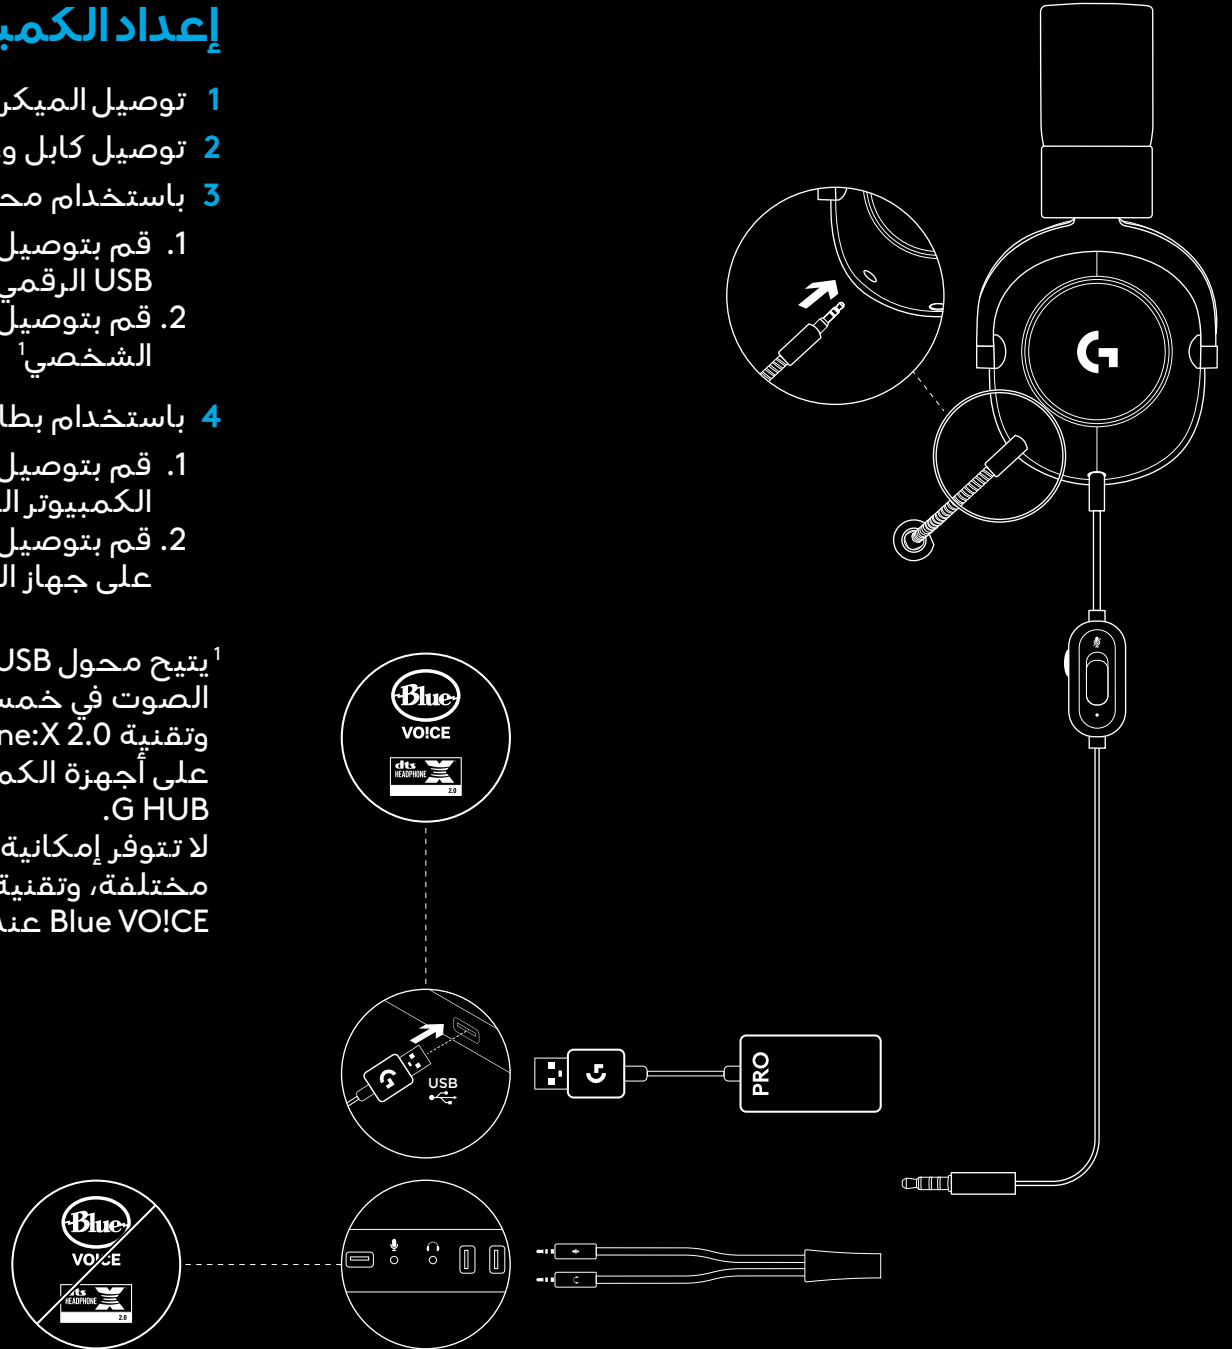 إعداد الكمب
1 توصيل الميكر
2 توصيل كابل و
3 باستخدام مح
1. قم بتوصيل
USB الرقمي
2. قم بتوصيل
الشخصي¹
4 باستخدام بطا
1. قم بتوصيل
الكمبيوتر ال
2. قم بتوصيل
على جهاز ال
¹ يتيح محول USB
الصوت في خمس
وتقنية ne:X 2.0
على أجهزة الكم
G HUB.
لا تتوفر إمكانية
مختلفة، وتقنية
Blue VO!CE عند
Blue
VO!CE
dts
HEADPHONE X
2.0
USB
PRO
Blue
VO!CE
dts
HEADPHONE X
2.0